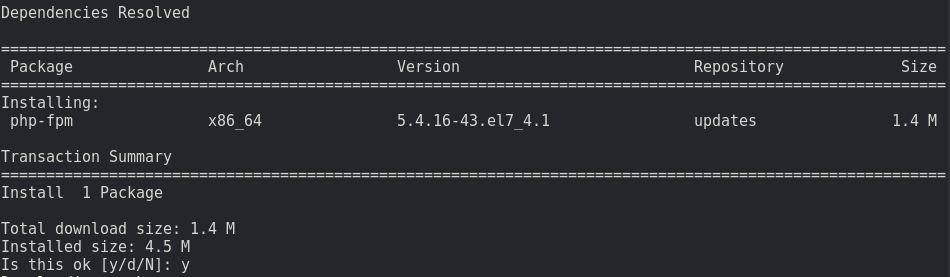 Dependencies Resolved
================================================================================
Package Arch Version Repository Size
================================================================================
Installing:
php-fpm x86_64 5.4.16-43.el7_4.1 updates 1.4 M
Transaction Summary
================================================================================
Install 1 Package
Total download size: 1.4 M
Installed size: 4.5 M
Is this ok [y/d/N]: y